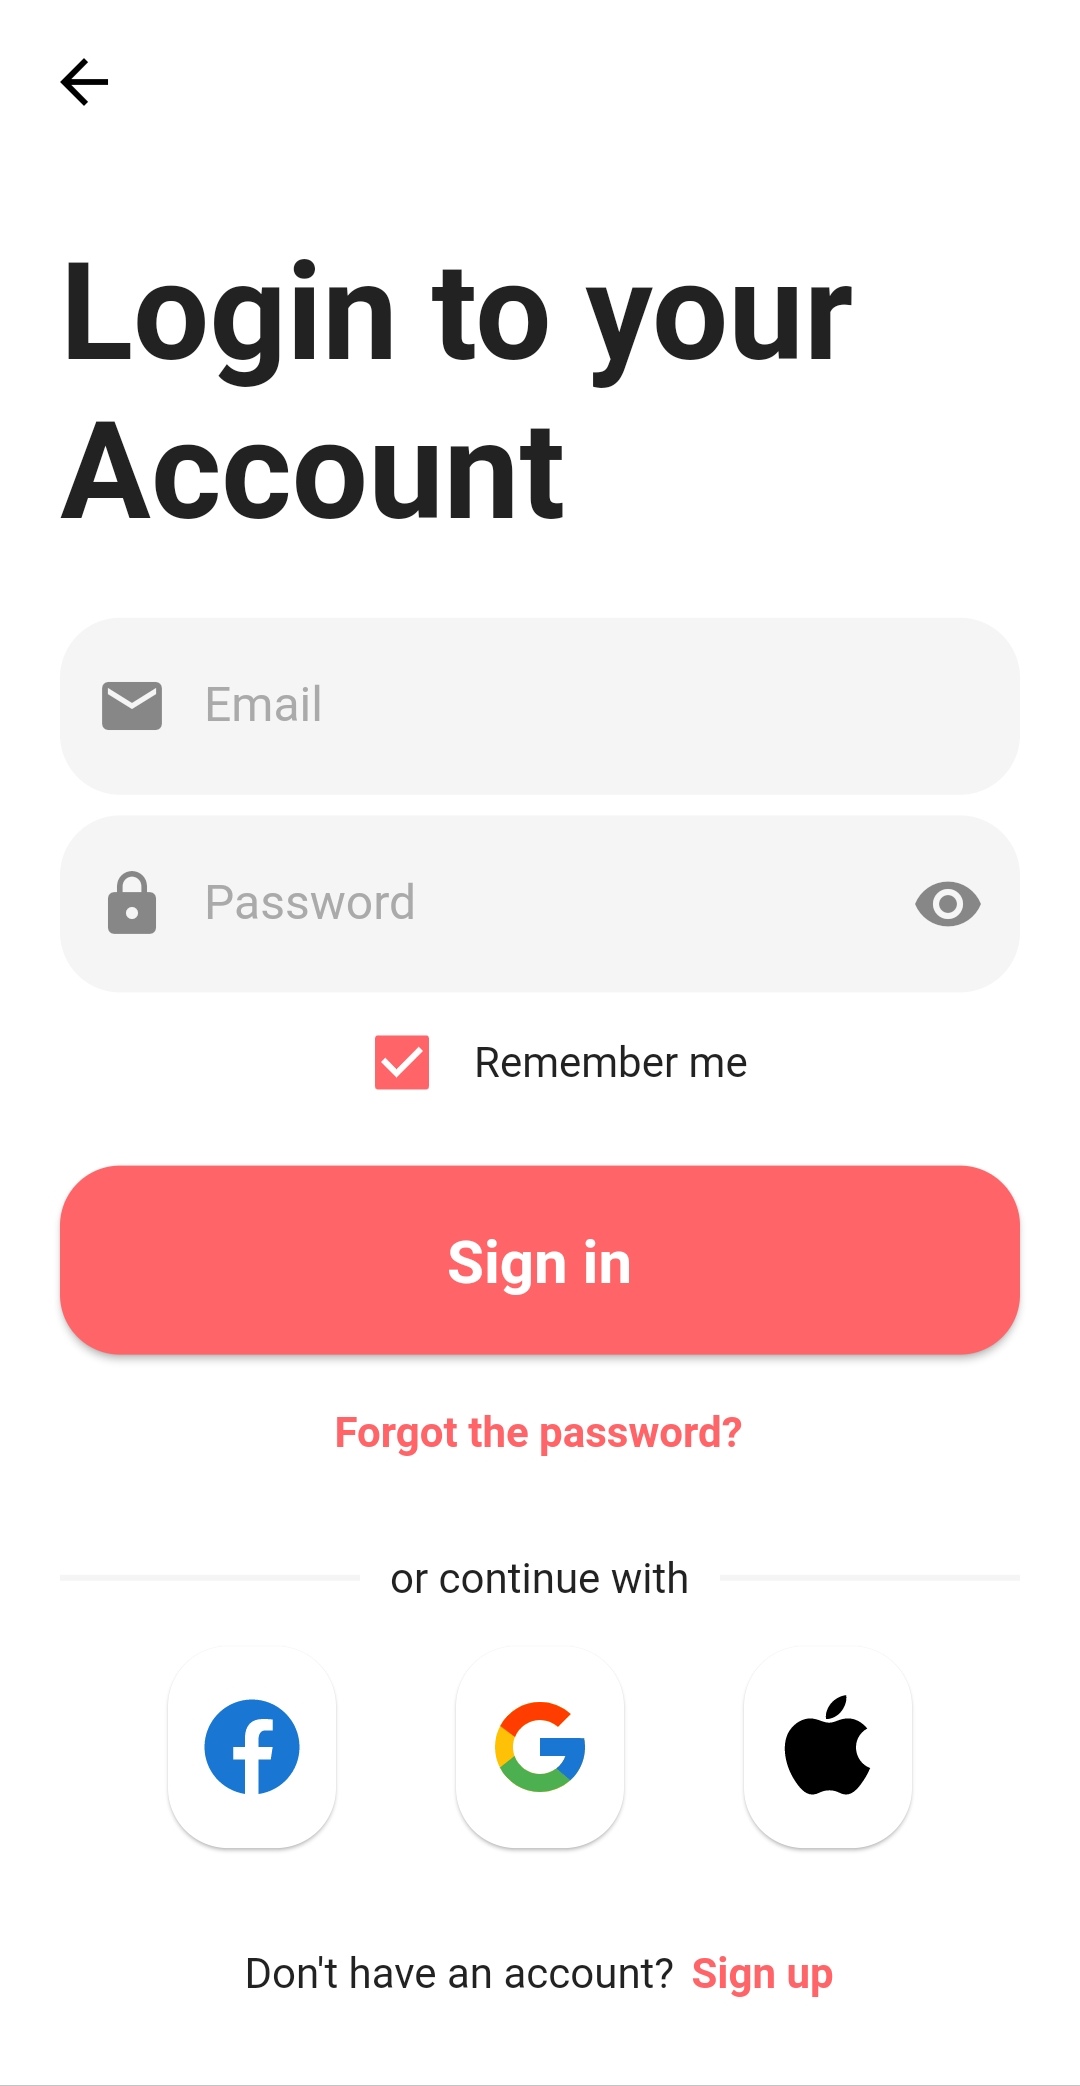 Login to your
Account
Email
Password
Remember me
Sign in
Forgot the password?
or continue with
Don't have an account? Sign up